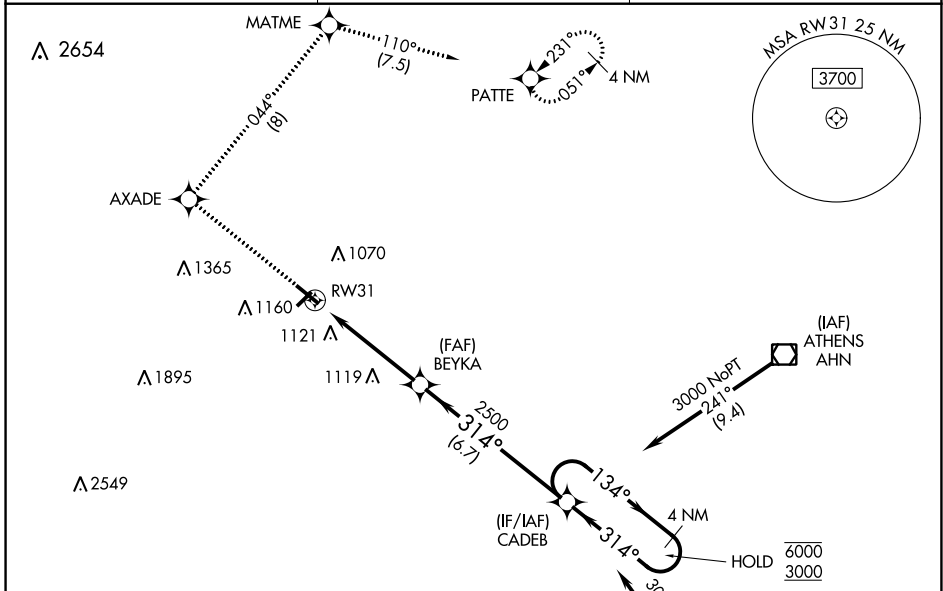 MATME
2654
110°
(7.5)
231°
051°
4 NM
PATTE
MSA RW31 25 NM
3700
044°
(8)
AXADE
1070
1365
RW31
1160
1121
(FAF)
BEYKA
(IAF)
ATHENS
AHN
1895
1119
3000 NoPT
241°
(9.4)
2500
314°
(6.7)
2549
134°
4 NM
(IF/IAF)
CADEB
314°
HOLD
6000
3000